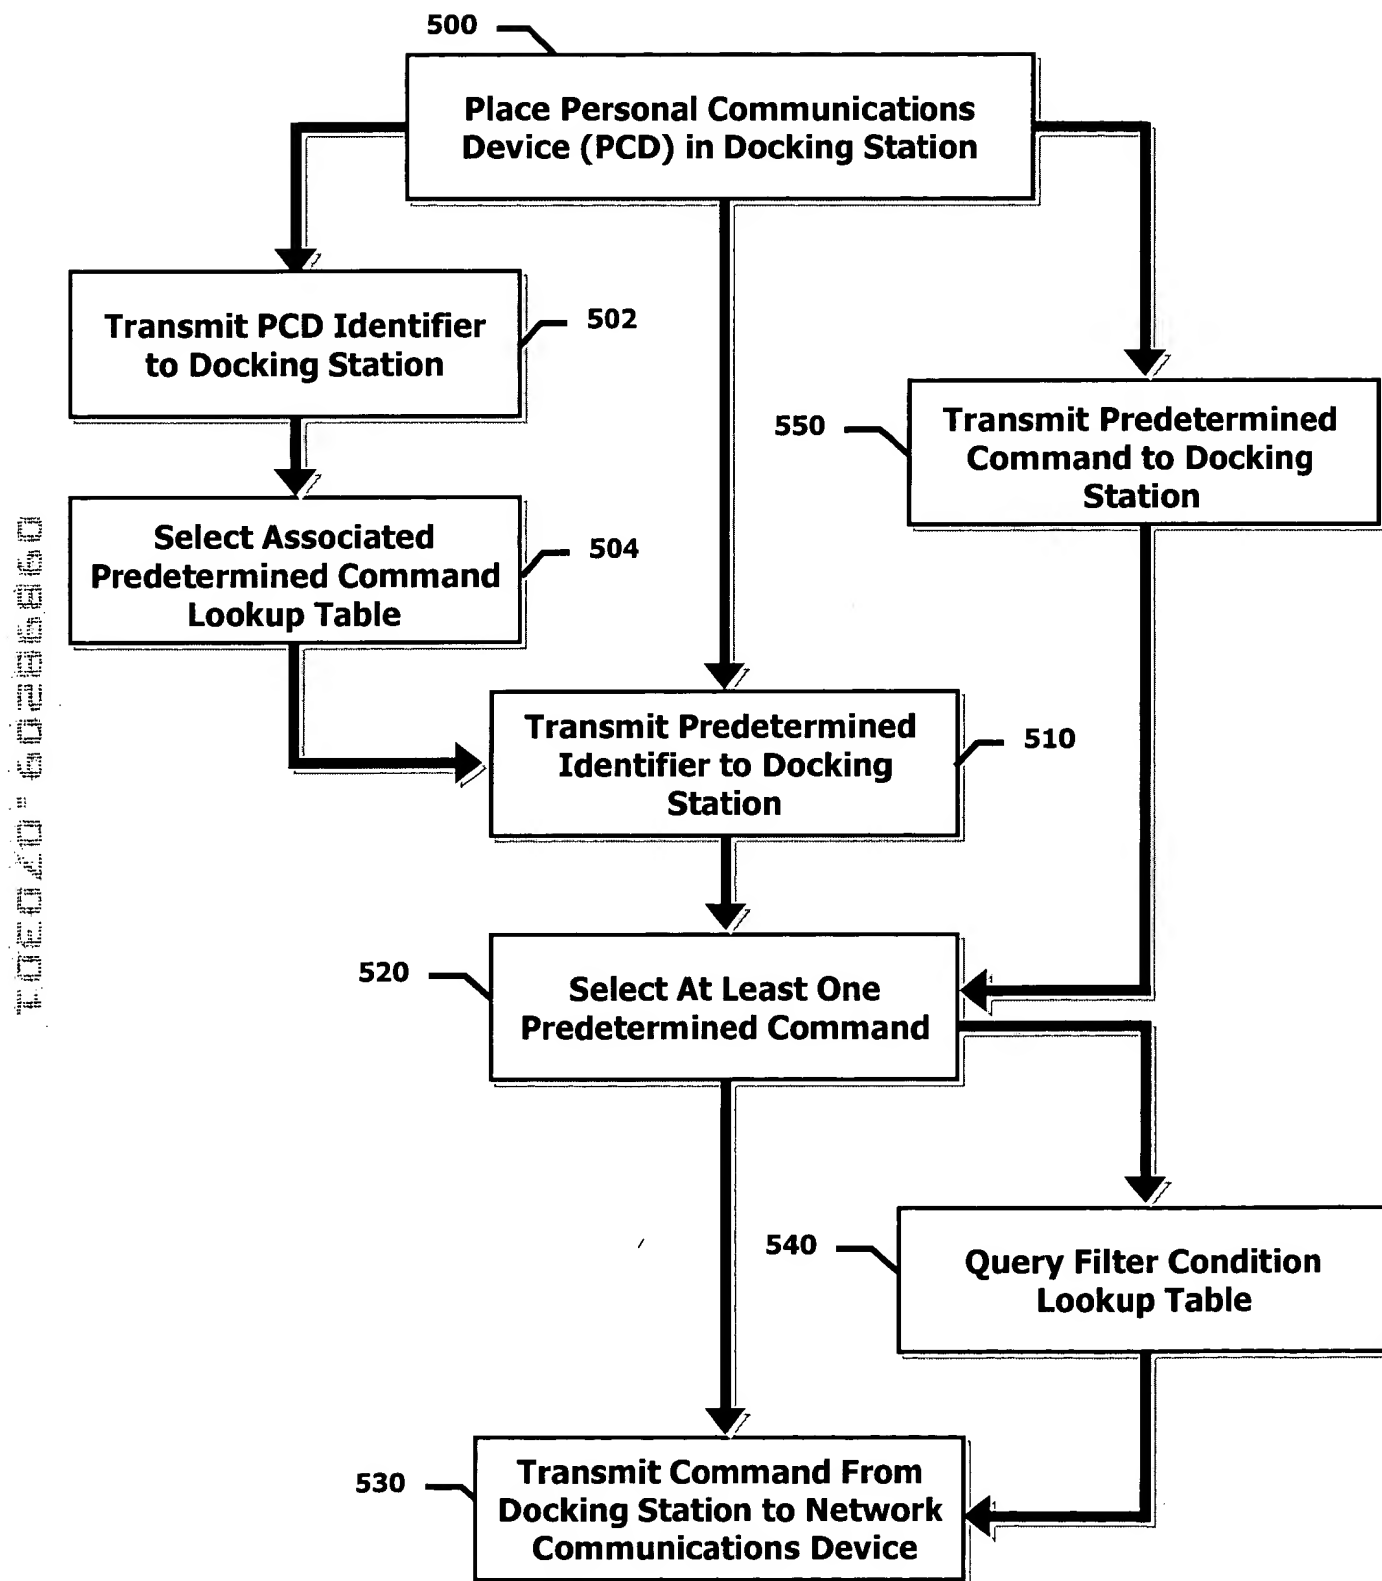 500
Place Personal Communications
Device (PCD) in Docking Station
Transmit PCD Identifier
to Docking Station
502
550
Transmit Predetermined
Command to Docking
Station
Select Associated
Predetermined Command
Lookup Table
504
Transmit Predetermined
Identifier to Docking
Station
510
520
Select At Least One
Predetermined Command
540
Query Filter Condition
Lookup Table
530
Transmit Command From
Docking Station to Network
Communications Device